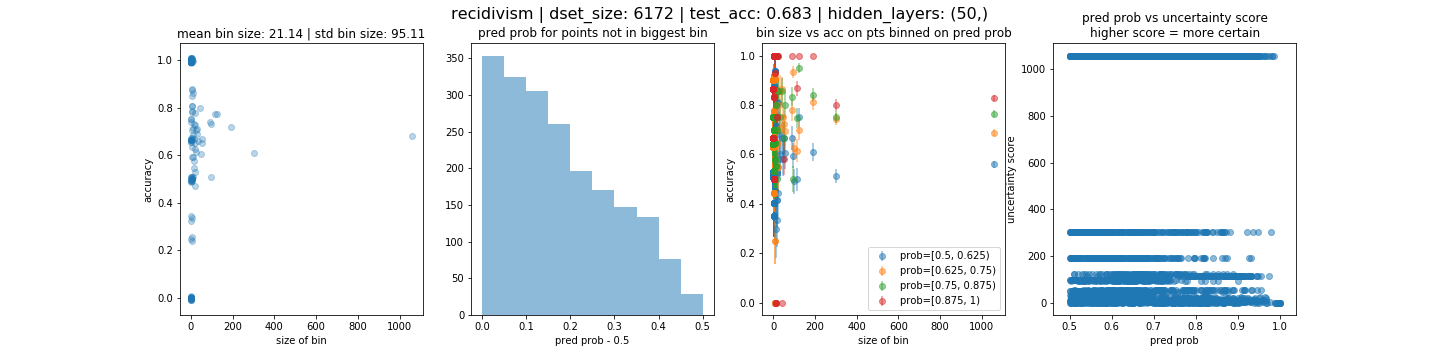 recidivism | dset_size: 6172 | test_acc: 0.683 | hidden_layers: (50,)
mean bin size: 21.14 | std bin size: 95.11
accuracy
1.0
0.8
0.6
0.4
0.2
0.0
0
200
400
600
800
1000
size of bin
pred prob for points not in biggest bin
350
300
250
200
150
100
50
0
0.0
0.1
0.2
0.3
0.4
0.5
pred prob - 0.5
bin size vs acc on pts binned on pred prob
accuracy
1.0
0.8
0.6
0.4
0.2
0.0
prob=[0.5, 0.625)
prob=[0.625, 0.75)
prob=[0.75, 0.875)
prob=[0.875, 1)
0
200
400
600
800
1000
size of bin
pred prob vs uncertainty score
higher score = more certain
uncertainty score
1000
800
600
400
200
0
0.5
0.6
0.7
0.8
0.9
1.0
pred prob